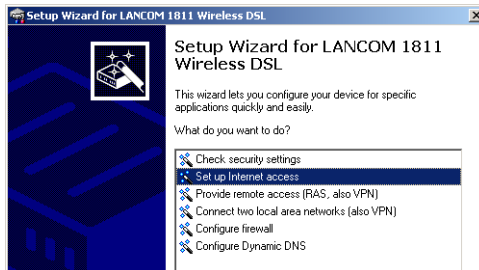 Setup Wizard for LANCOM 1811 Wireless DSL
Setup Wizard for LANCOM 1811
Wireless DSL
This wizard lets you configure your device for specific
applications quickly and easily.
What do you want to do?
Check security settings
Set up Internet access
Provide remote access (RAS, also VPN)
Connect two local area networks (also VPN)
Configure firewall
Configure Dynamic DNS